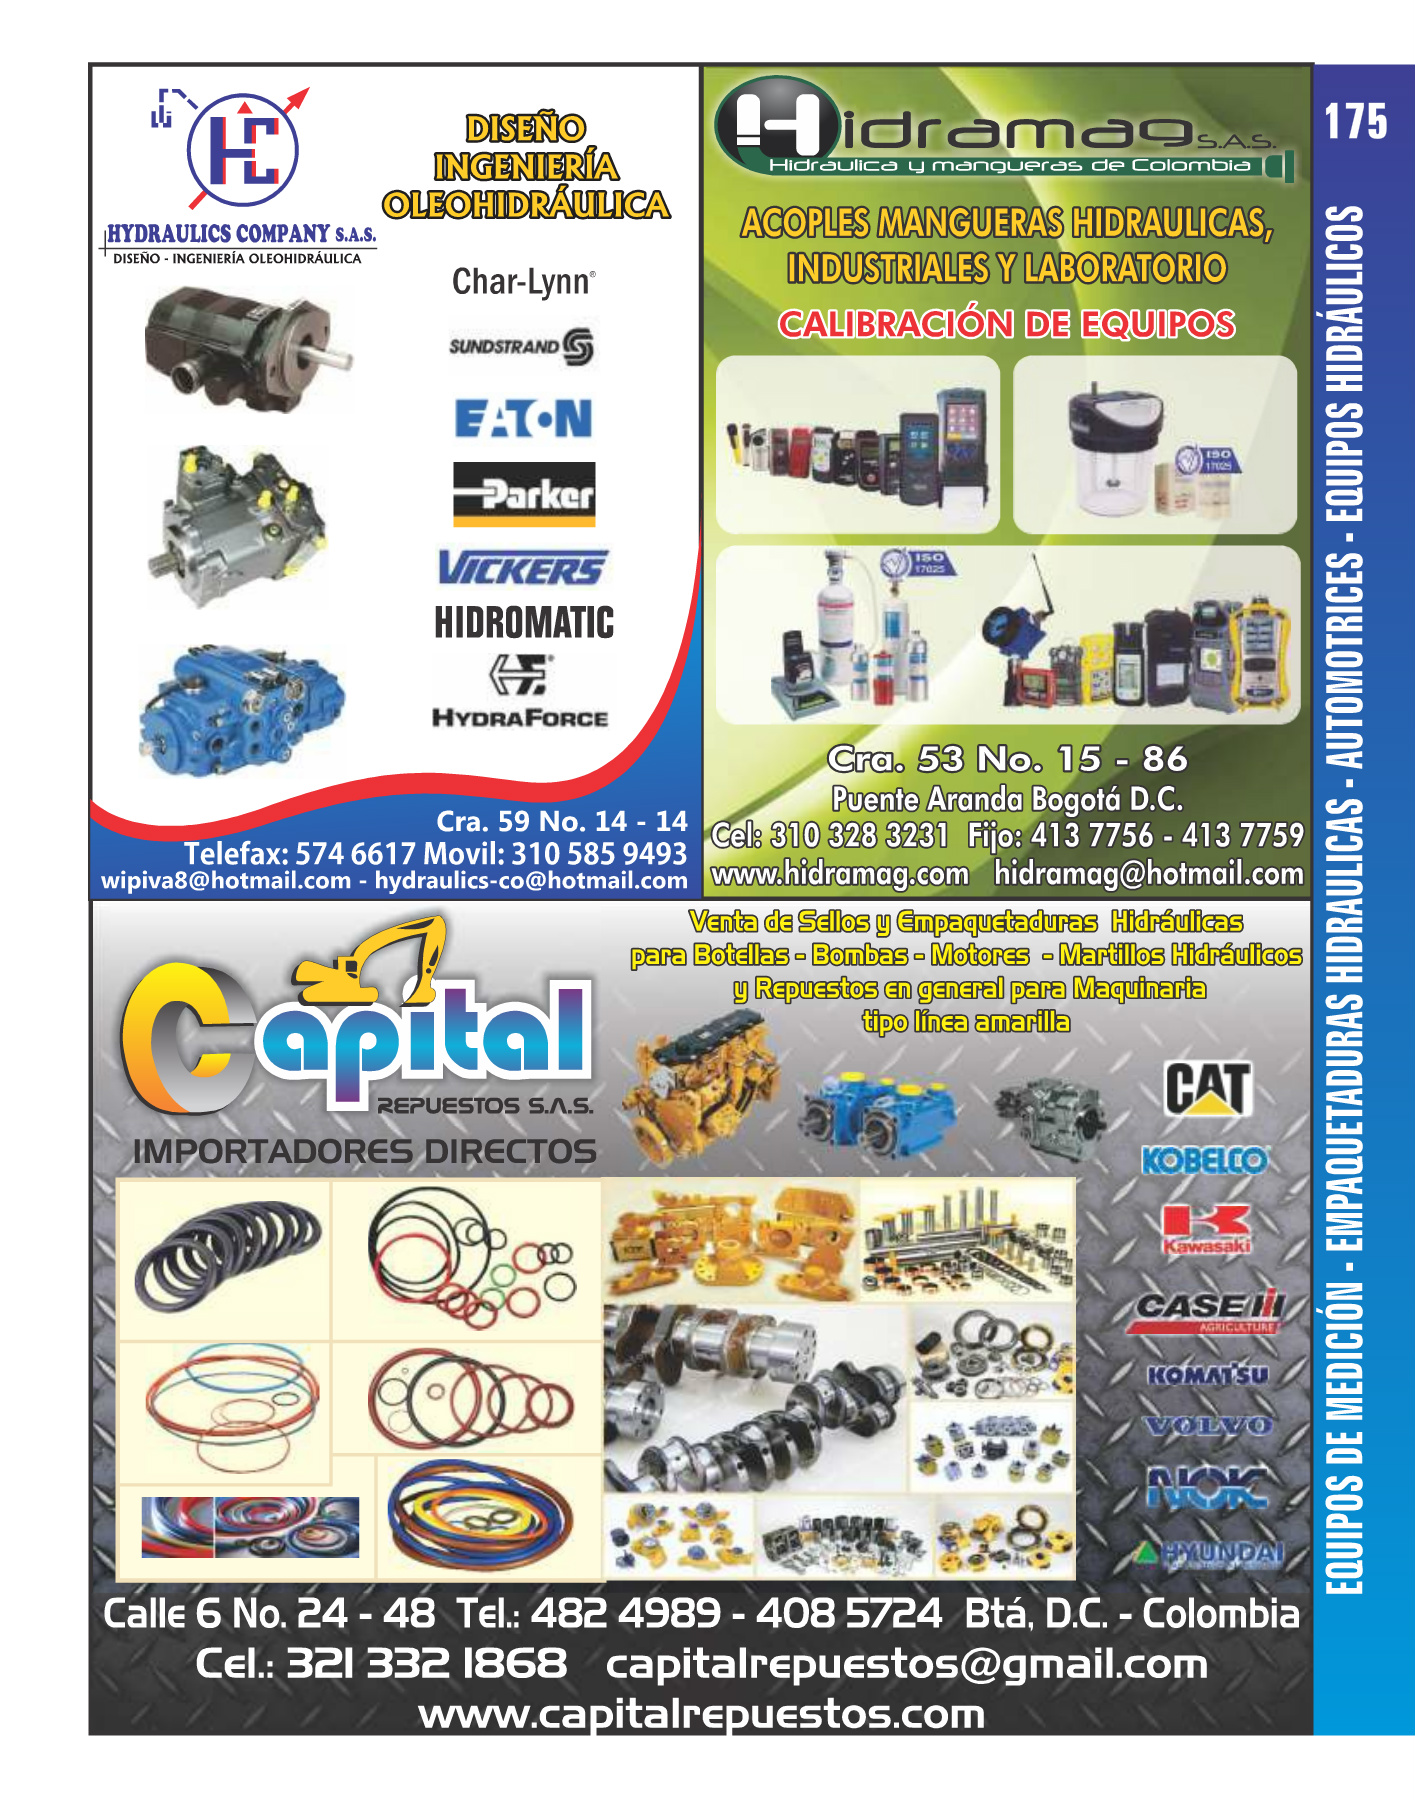 HC
HYDRAULICS COMPANY S.A.S.
DISEÑO - INGENIERÍA OLEOHIDRÁULICA
DISEÑO
INGENIERÍA
OLEOHIDRÁULICA
Char-Lynn®
SUNDSTRAND
EATON
Parker
VICKERS
HIDROMATIC
HYDRAFORCE
Cra. 59 No. 14 - 14
Telefax: 574 6617 Movil: 310 585 9493
wipiva8@hotmail.com - hydraulics-co@hotmail.com
Hidramag S.A.S.
Hidraulica y mangueras de Colombia
ACOPLES MANGUERAS HIDRAULICAS,
INDUSTRIALES Y LABORATORIO
CALIBRACIÓN DE EQUIPOS
ISO
17025
ISO
17025
Cra. 53 No. 15 - 86
Puente Aranda Bogotá D.C.
Cel: 310 328 3231 Fijo: 413 7756 - 413 7759
www.hidramag.com hidramag@hotmail.com
Capital
REPUESTOS S.A.S.
IMPORTADORES DIRECTOS
Venta de Sellos y Empaquetaduras Hidráulicas
para Botellas - Bombas - Motores - Martillos Hidráulicos
y Repuestos en general para Maquinaria
tipo línea amarilla
CAT
KOBELCO
Kawasaki
CASE IH
AGRICULTURE
KOMATSU
VOLVO
NOK
HYUNDAI
Calle 6 No. 24 - 48 Tel.: 482 4989 - 408 5724 Btá, D.C. - Colombia
Cel.: 321 332 1868 capitalrepuestos@gmail.com
www.capitalrepuestos.com
175
EQUIPOS DE MEDICIÓN - EMPAQUETADURAS HIDRAULICAS - AUTOMOTRICES - EQUIPOS HIDRÁULICOS